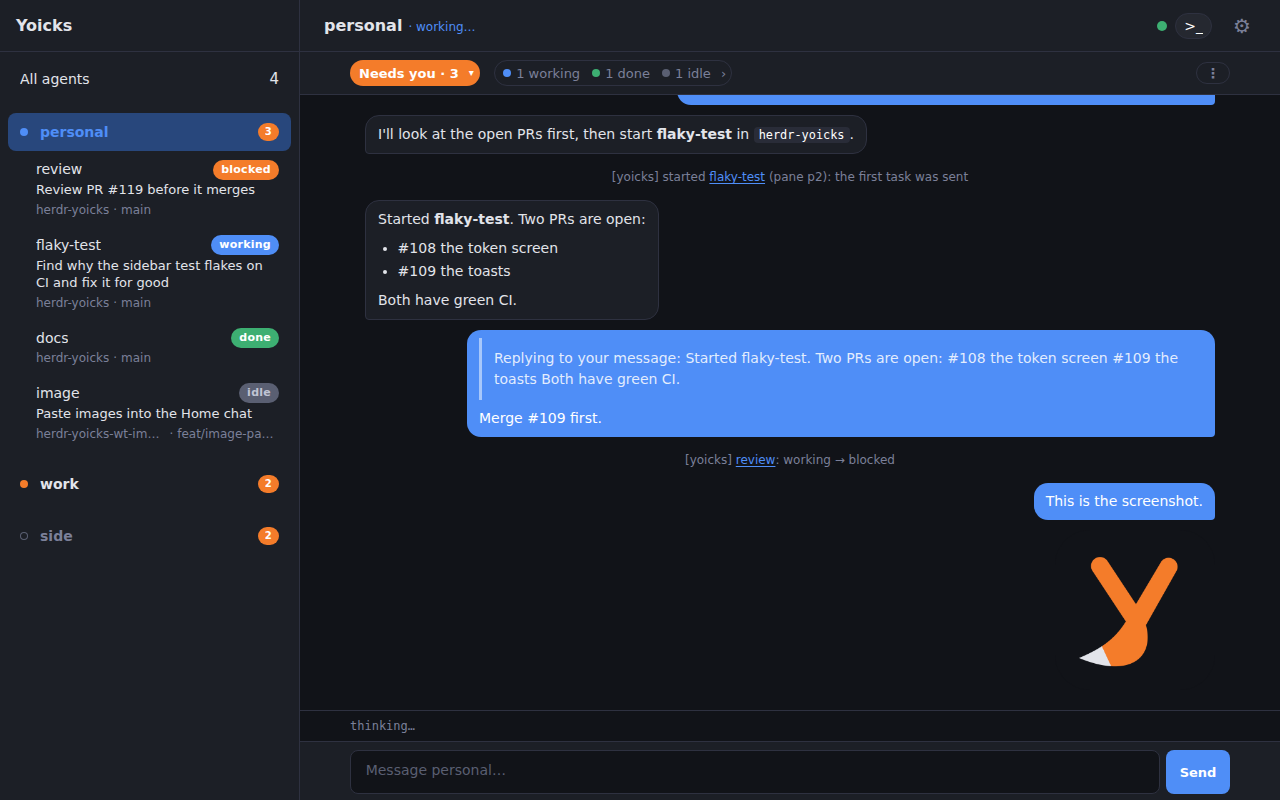 Yoicks
All agents 4
personal 3
review blocked
Review PR #119 before it merges
herdr-yoicks · main
flaky-test working
Find why the sidebar test flakes on
CI and fix it for good
herdr-yoicks · main
docs done
herdr-yoicks · main
image idle
Paste images into the Home chat
herdr-yoicks-wt-im… · feat/image-pa…
work 2
side 2
personal · working…
>_
Needs you · 3 ▾
1 working 1 done 1 idle ›
I'll look at the open PRs first, then start flaky-test in herdr-yoicks.
[yoicks] started flaky-test (pane p2): the first task was sent
Started flaky-test. Two PRs are open:
• #108 the token screen
• #109 the toasts
Both have green CI.
Replying to your message: Started flaky-test. Two PRs are open: #108 the token screen #109 the
toasts Both have green CI.
Merge #109 first.
[yoicks] review: working → blocked
This is the screenshot.
thinking…
Message personal…
Send